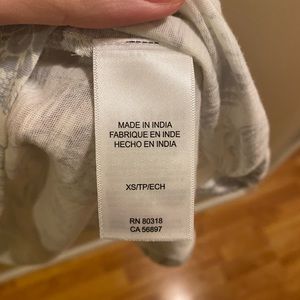 MADE IN INDIA
FABRIQUE EN INDE
HECHO EN INDIA
XS/TP/ECH
RN 80318
CA 56897